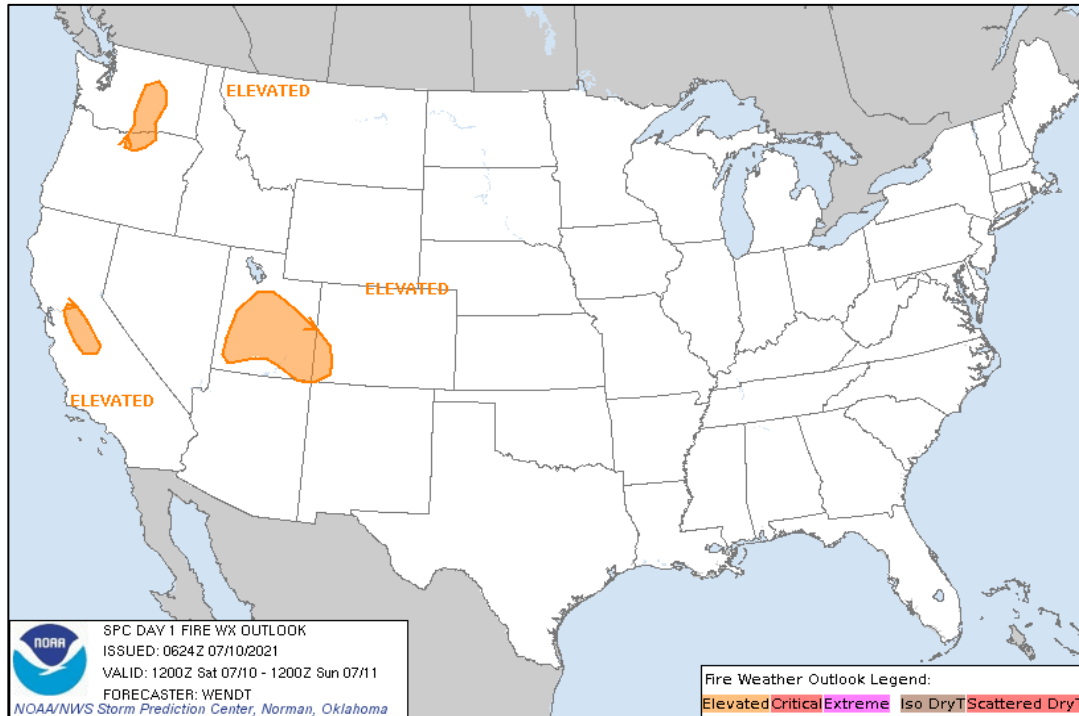 ELEVATED
ELEVATED
ELEVATED
NOAA
SPC DAY 1 FIRE WX OUTLOOK
ISSUED: 0624Z 07/10/2021
VALID: 1200Z Sat 07/10 - 1200Z Sun 07/11
FORECASTER: WENDT
NOAA/NWS Storm Prediction Center, Norman, Oklahoma
Fire Weather Outlook Legend:
Elevated Critical Extreme Iso DryT Scattered DryT